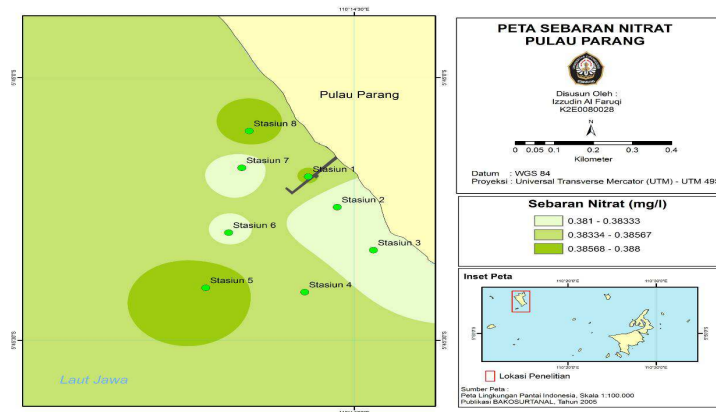 110°14'30"E
Pulau Parang
Stasiun 8
Stasiun 7
Stasiun 1
Stasiun 2
Stasiun 6
Stasiun 3
Stasiun 5
Stasiun 4
Laut Jawa
PETA SEBARAN NITRAT
PULAU PARANG
Disusun Oleh :
Izzudin Al Faruqi
K2E0080028
N
0 0.05 0.1 0.2 0.3 0.4
Kilometer
Datum : WGS 84
Proyeksi : Universal Transverse Mercator (UTM) - UTM 49S
Sebaran Nitrat (mg/l)
0.381 - 0.38333
0.38334 - 0.38567
0.38568 - 0.388
Inset Peta
Lokasi Penelitian
Sumber Peta :
Peta Lingkungan Pantai Indonesia, Skala 1:100.000
Publikasi BAKOSURTANAL, Tahun 2005